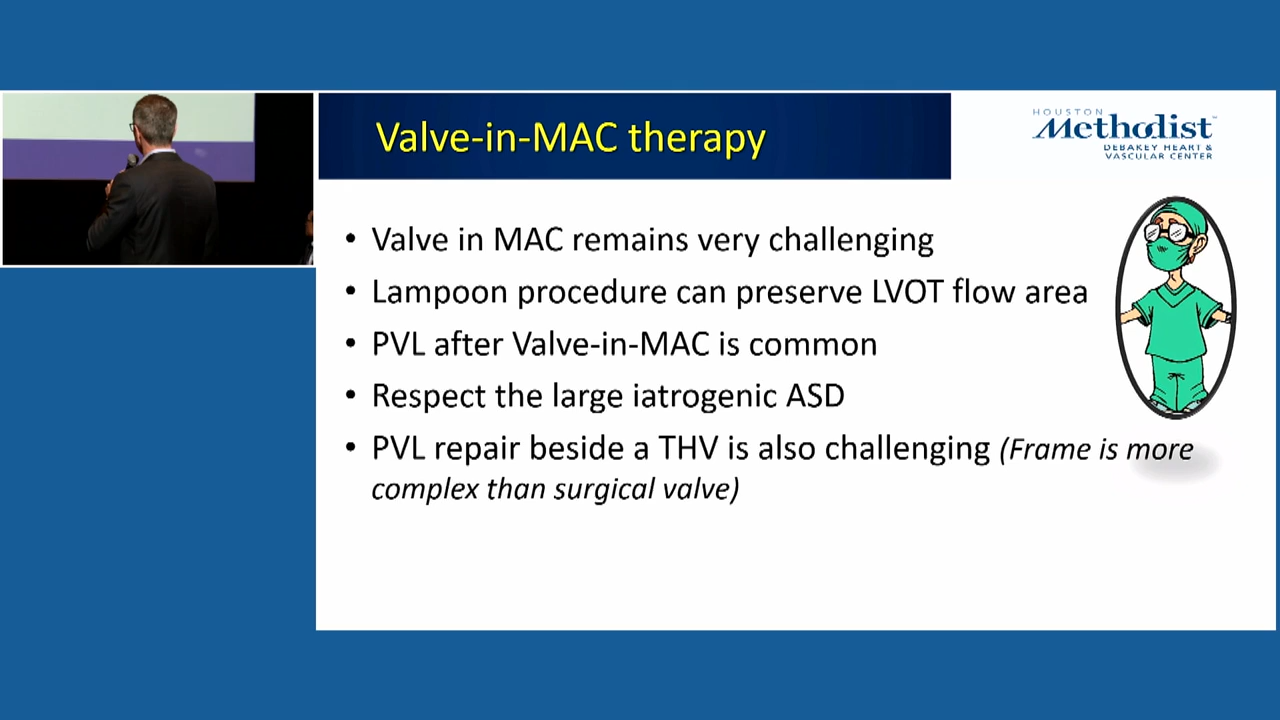 Valve-in-MAC therapy
HOUSTON
Methodist
DEBAKEY HEART &
VASCULAR CENTER
• Valve in MAC remains very challenging
• Lampoon procedure can preserve LVOT flow area
• PVL after Valve-in-MAC is common
• Respect the large iatrogenic ASD
• PVL repair beside a THV is also challenging (Frame is more
complex than surgical valve)